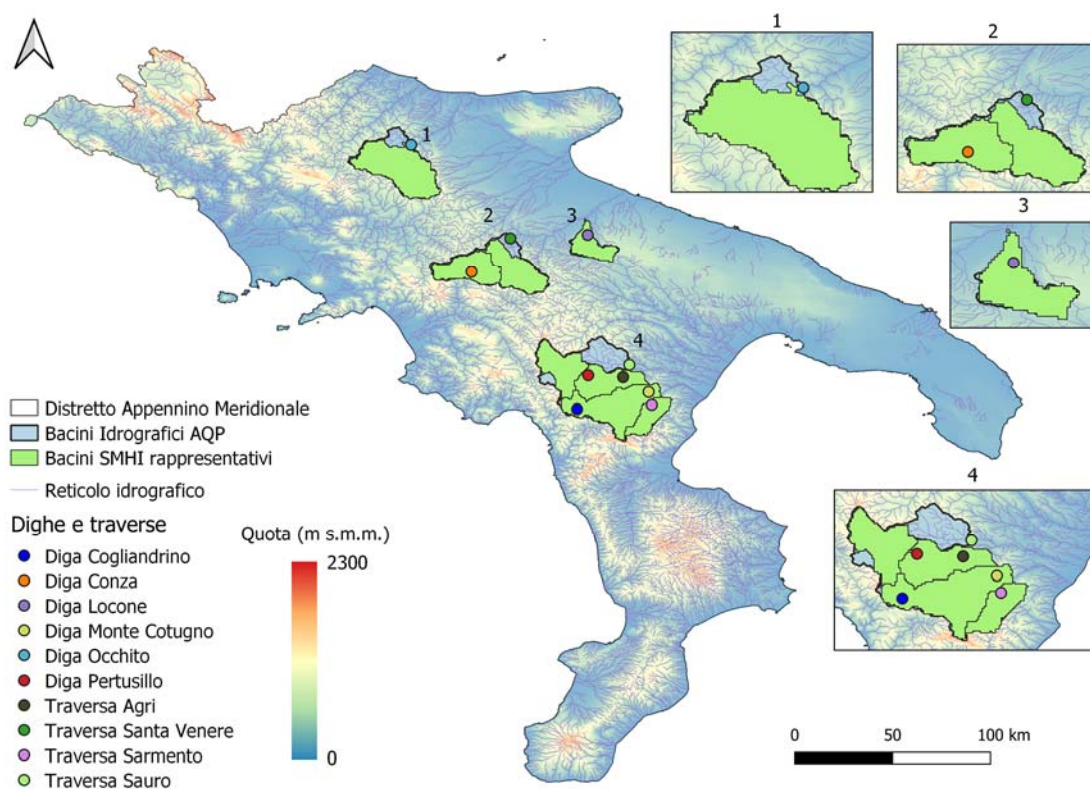 1
2
3
4
1
2
3
4
Distretto Appennino Meridionale
Bacini Idrografici AQP
Bacini SMHI rappresentativi
Reticolo idrografico
Dighe e traverse
Diga Cogliandrino
Diga Conza
Diga Locone
Diga Monte Cotugno
Diga Occhito
Diga Pertusillo
Traversa Agri
Traversa Santa Venere
Traversa Sarmento
Traversa Sauro
Quota (m s.m.m.)
2300
0
0 50 100 km